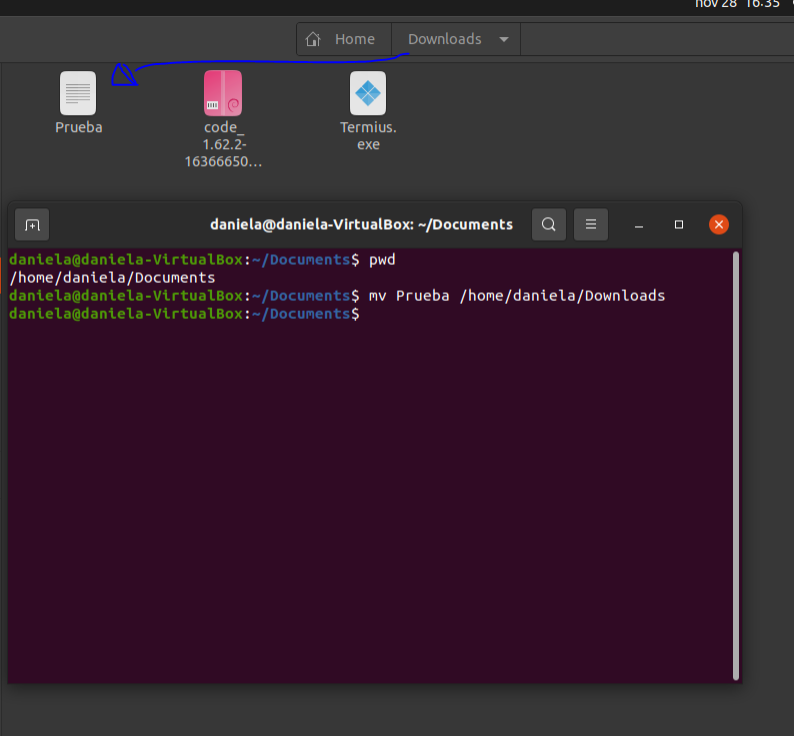 nov 28 16:35
Home Downloads
Prueba
code_
1.62.2-
16366650...
Termius.
exe
daniela@daniela-VirtualBox: ~/Documents
daniela@daniela-VirtualBox:~/Documents$ pwd
/home/daniela/Documents
daniela@daniela-VirtualBox:~/Documents$ mv Prueba /home/daniela/Downloads
daniela@daniela-VirtualBox:~/Documents$